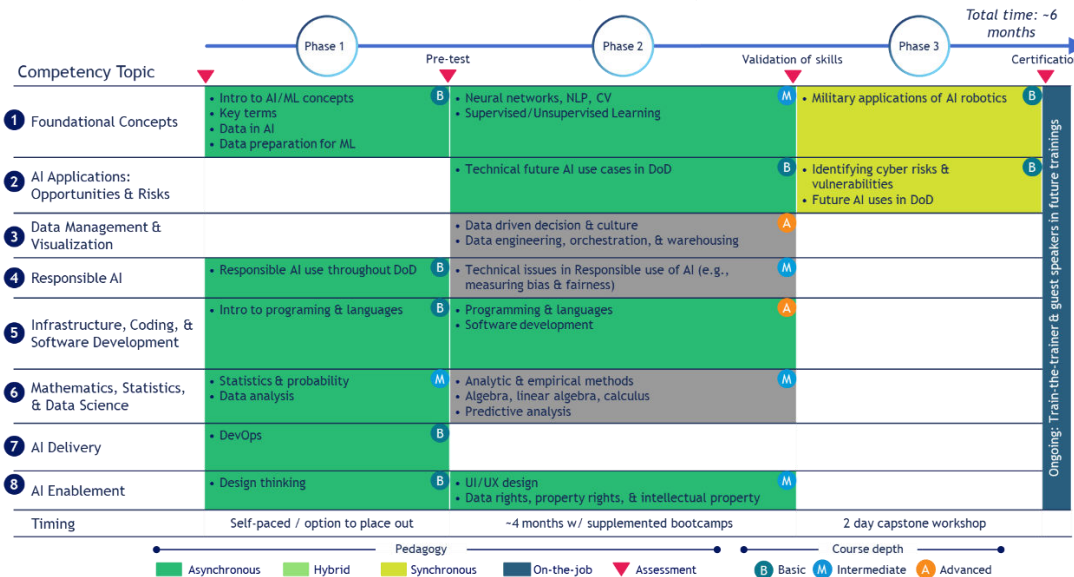 Total time: ~6
months
Phase 1
Phase 2
Phase 3
Competency Topic
Pre-test
Validation of skills
Certification
1
Foundational Concepts
• Intro to AI/ML concepts
• Key terms
• Data in AI
• Data preparation for ML
B
• Neural networks, NLP, CV
• Supervised/Unsupervised Learning
M
• Military applications of AI robotics
B
2
AI Applications:
Opportunities & Risks
• Technical future AI use cases in DoD
B
• Identifying cyber risks &
vulnerabilities
• Future AI uses in DoD
B
3
Data Management &
Visualization
• Data driven decision & culture
• Data engineering, orchestration, & warehousing
A
4
Responsible AI
• Responsible AI use throughout DoD
B
• Technical issues in Responsible use of AI (e.g.,
measuring bias & fairness)
M
5
Infrastructure, Coding, &
Software Development
• Intro to programing & languages
B
• Programming & languages
• Software development
A
6
Mathematics, Statistics,
& Data Science
• Statistics & probability
• Data analysis
M
• Analytic & empirical methods
• Algebra, linear algebra, calculus
• Predictive analysis
M
7
AI Delivery
• DevOps
B
8
AI Enablement
• Design thinking
B
• UI/UX design
• Data rights, property rights, & intellectual property
M
Ongoing: Train-the-trainer & guest speakers in future trainings
Timing
Self-paced / option to place out
~4 months w/ supplemented bootcamps
2 day capstone workshop
Pedagogy
Course depth
Asynchronous
Hybrid
Synchronous
On-the-job
Assessment
B Basic
M Intermediate
A Advanced